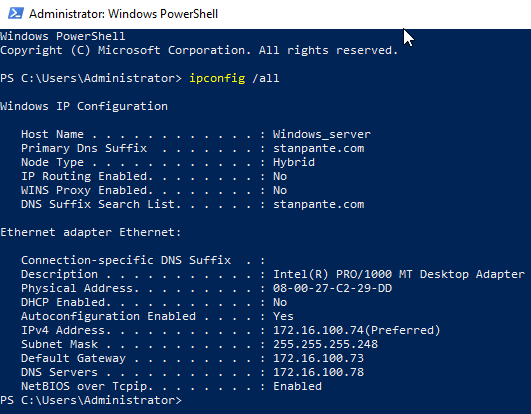 Administrator: Windows PowerShell
Windows PowerShell
Copyright (C) Microsoft Corporation. All rights reserved.
PS C:\Users\Administrator> ipconfig /all
Windows IP Configuration
   Host Name . . . . . . . . . . . . : Windows_server
   Primary Dns Suffix  . . . . . . . : stanpante.com
   Node Type . . . . . . . . . . . . : Hybrid
   IP Routing Enabled. . . . . . . . : No
   WINS Proxy Enabled. . . . . . . . : No
   DNS Suffix Search List. . . . . . : stanpante.com
Ethernet adapter Ethernet:
   Connection-specific DNS Suffix  . :
   Description . . . . . . . . . . . : Intel(R) PRO/1000 MT Desktop Adapter
   Physical Address. . . . . . . . . : 08-00-27-C2-29-DD
   DHCP Enabled. . . . . . . . . . . : No
   Autoconfiguration Enabled . . . . : Yes
   IPv4 Address. . . . . . . . . . . : 172.16.100.74(Preferred)
   Subnet Mask . . . . . . . . . . . : 255.255.255.248
   Default Gateway . . . . . . . . . : 172.16.100.73
   DNS Servers . . . . . . . . . . . : 172.16.100.78
   NetBIOS over Tcpip. . . . . . . . : Enabled
PS C:\Users\Administrator>